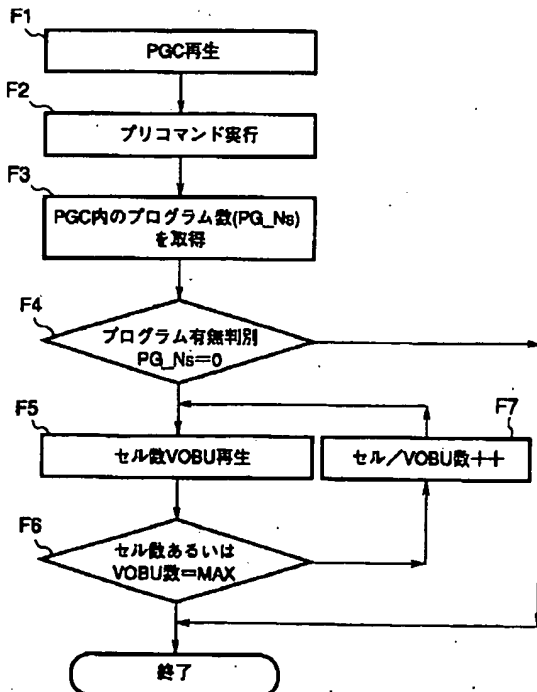 F1
PGC再生
F2
プリコマンド実行
F3
PGC内のプログラム数(PG_Ns)
を取得
F4
プログラム有無判別
PG_Ns=0
F5
セル数VOBU再生
F7
セル/VOBU数++
F6
セル数あるいは
VOBU数=MAX
終了